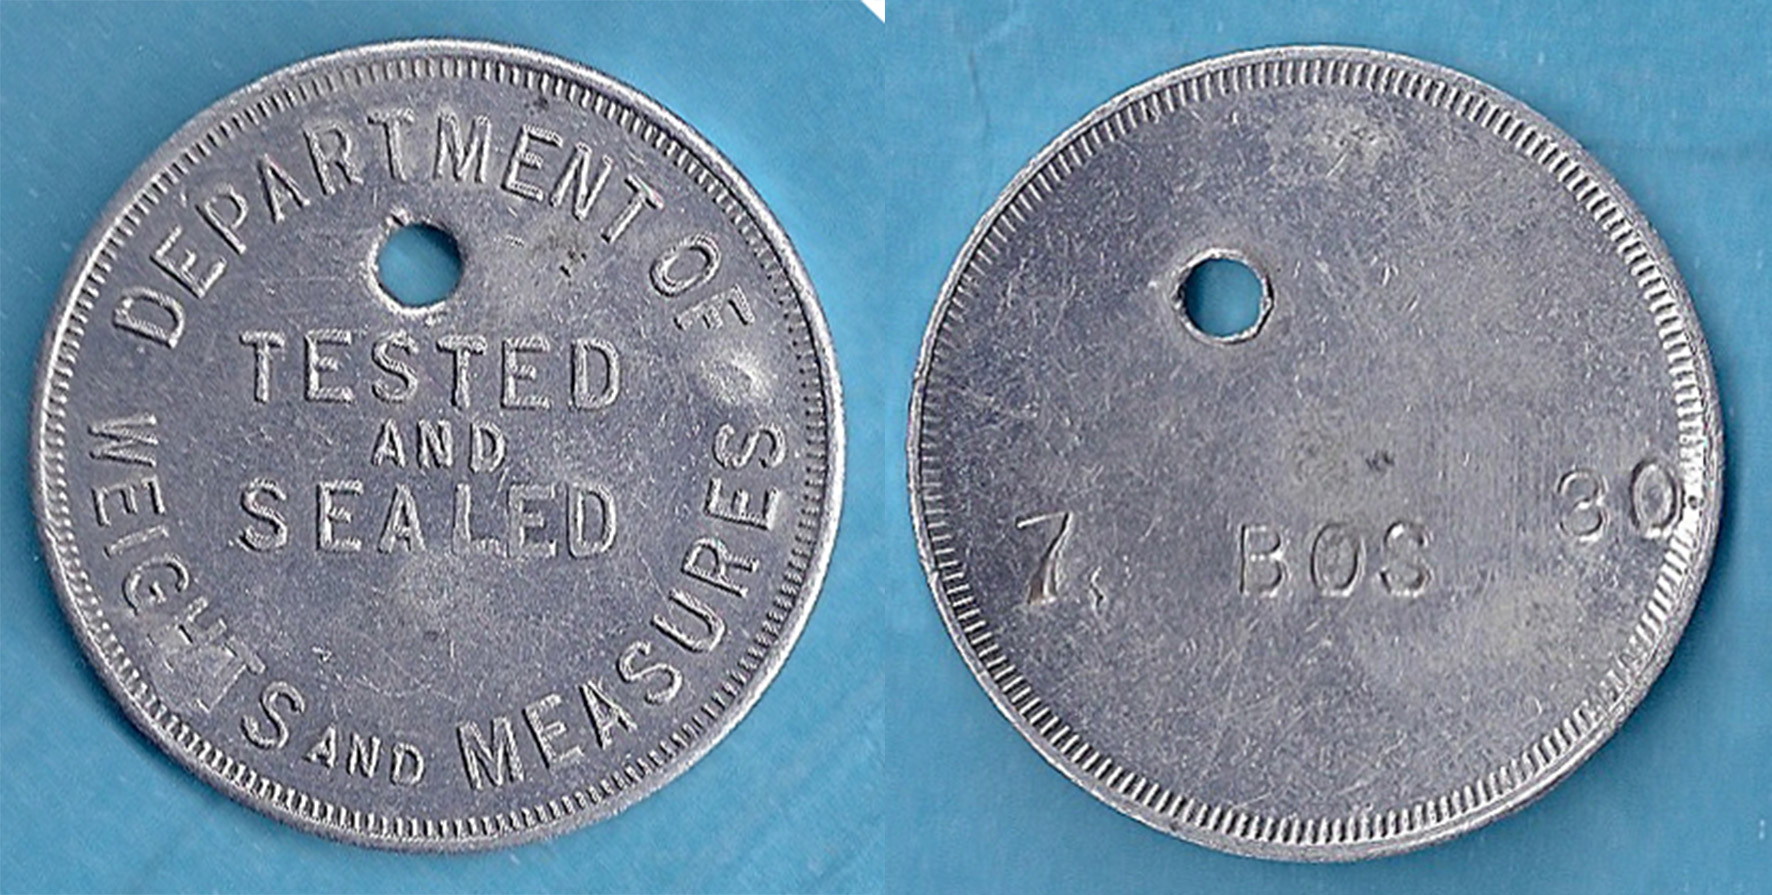 DEPARTMENT OF
TESTED
AND
SEALED
WEIGHTS AND MEASURES
7 BOS 30